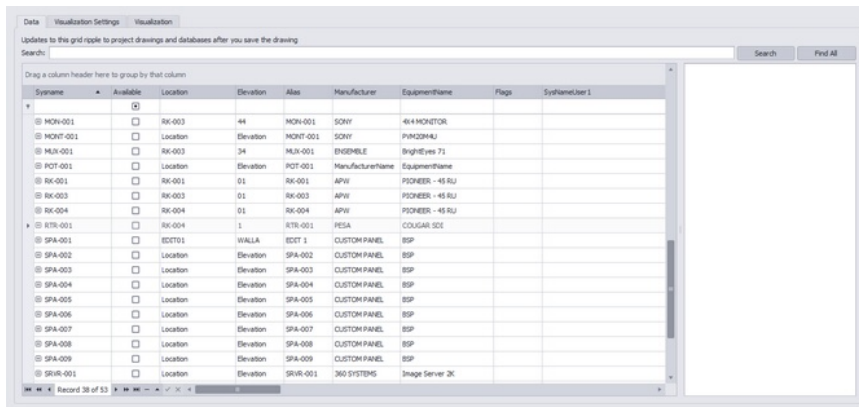 Data Visualization Settings Visualization
Updates to this grid ripple to project drawings and databases after you save the drawing
Search: Search Find All
Drag a column header here to group by that column
Sysname Available Location Elevation Alias Manufacturer EquipmentName Flags SysNameUser1
MON-001 RK-003 44 MON-001 SONY 4X4 MONITOR
MONT-001 Location Elevation MONT-001 SONY PVM20M4U
MUX-001 RK-003 34 MUX-001 ENSEMBLE BrightEyes 71
POT-001 Location Elevation POT-001 ManufacturerName EquipmentName
RK-001 RK-001 01 RK-001 APW PIONEER - 45 RU
RK-003 RK-003 01 RK-003 APW PIONEER - 45 RU
RK-004 RK-004 01 RK-004 APW PIONEER - 45 RU
RTR-001 RK-004 1 RTR-001 PESA COUGAR SDI
SPA-001 EDIT01 WALLA EDIT 1 CUSTOM PANEL BSP
SPA-002 Location Elevation SPA-002 CUSTOM PANEL BSP
SPA-003 Location Elevation SPA-003 CUSTOM PANEL BSP
SPA-004 Location Elevation SPA-004 CUSTOM PANEL BSP
SPA-005 Location Elevation SPA-005 CUSTOM PANEL BSP
SPA-006 Location Elevation SPA-006 CUSTOM PANEL BSP
SPA-007 Location Elevation SPA-007 CUSTOM PANEL BSP
SPA-008 Location Elevation SPA-008 CUSTOM PANEL BSP
SPA-009 Location Elevation SPA-009 CUSTOM PANEL BSP
SRVR-001 Location Elevation SRVR-001 360 SYSTEMS Image Server 2K
Record 38 of 53